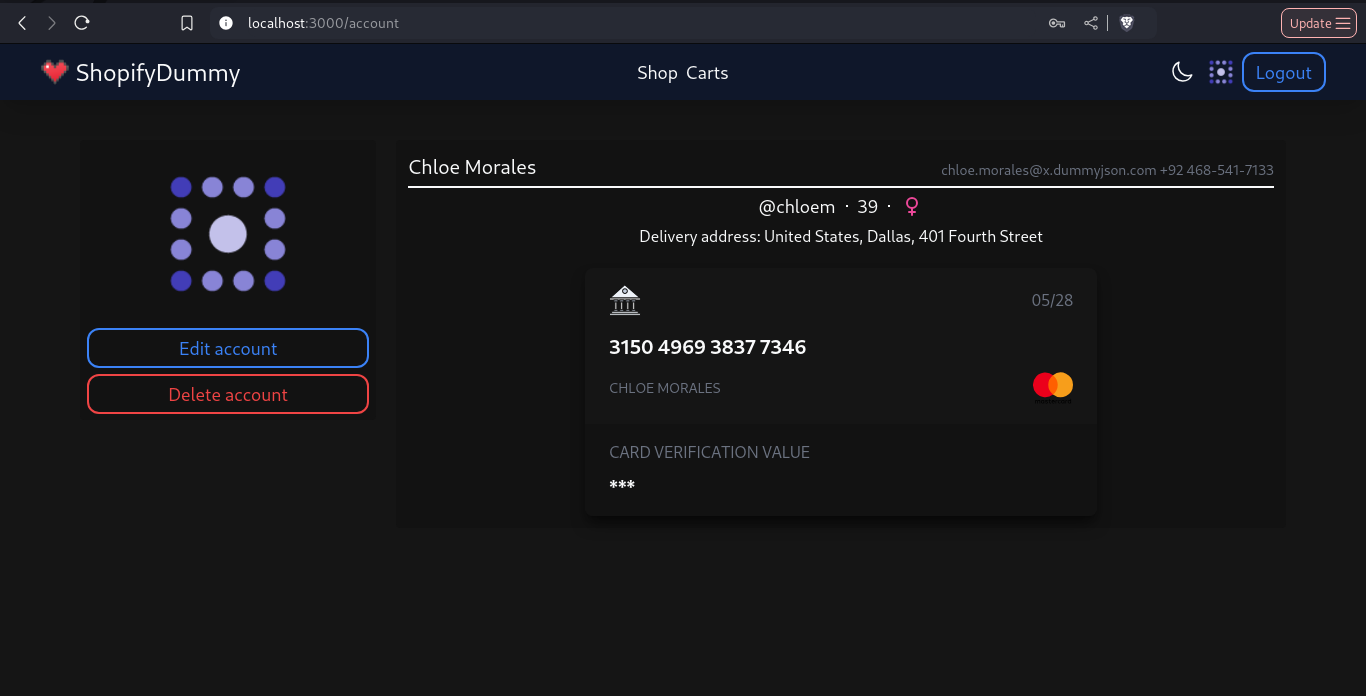 localhost:3000/account
Update
ShopifyDummy
Shop Carts
Logout
Edit account
Delete account
Chloe Morales
chloe.morales@x.dummyjson.com +92 468-541-7133
@chloem · 39 · ♀
Delivery address: United States, Dallas, 401 Fourth Street
05/28
3150 4969 3837 7346
CHLOE MORALES
CARD VERIFICATION VALUE
***